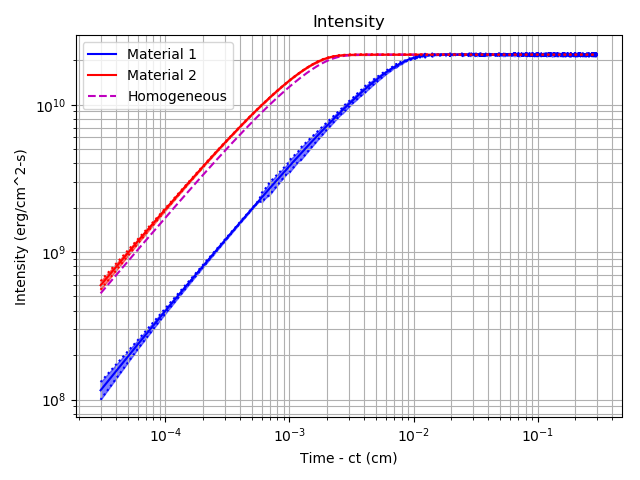 Intensity
Material 1
Material 2
Homogeneous
Intensity (erg/cm^2-s)
10^10
10^9
10^8
10^-4
10^-3
10^-2
10^-1
Time - ct (cm)